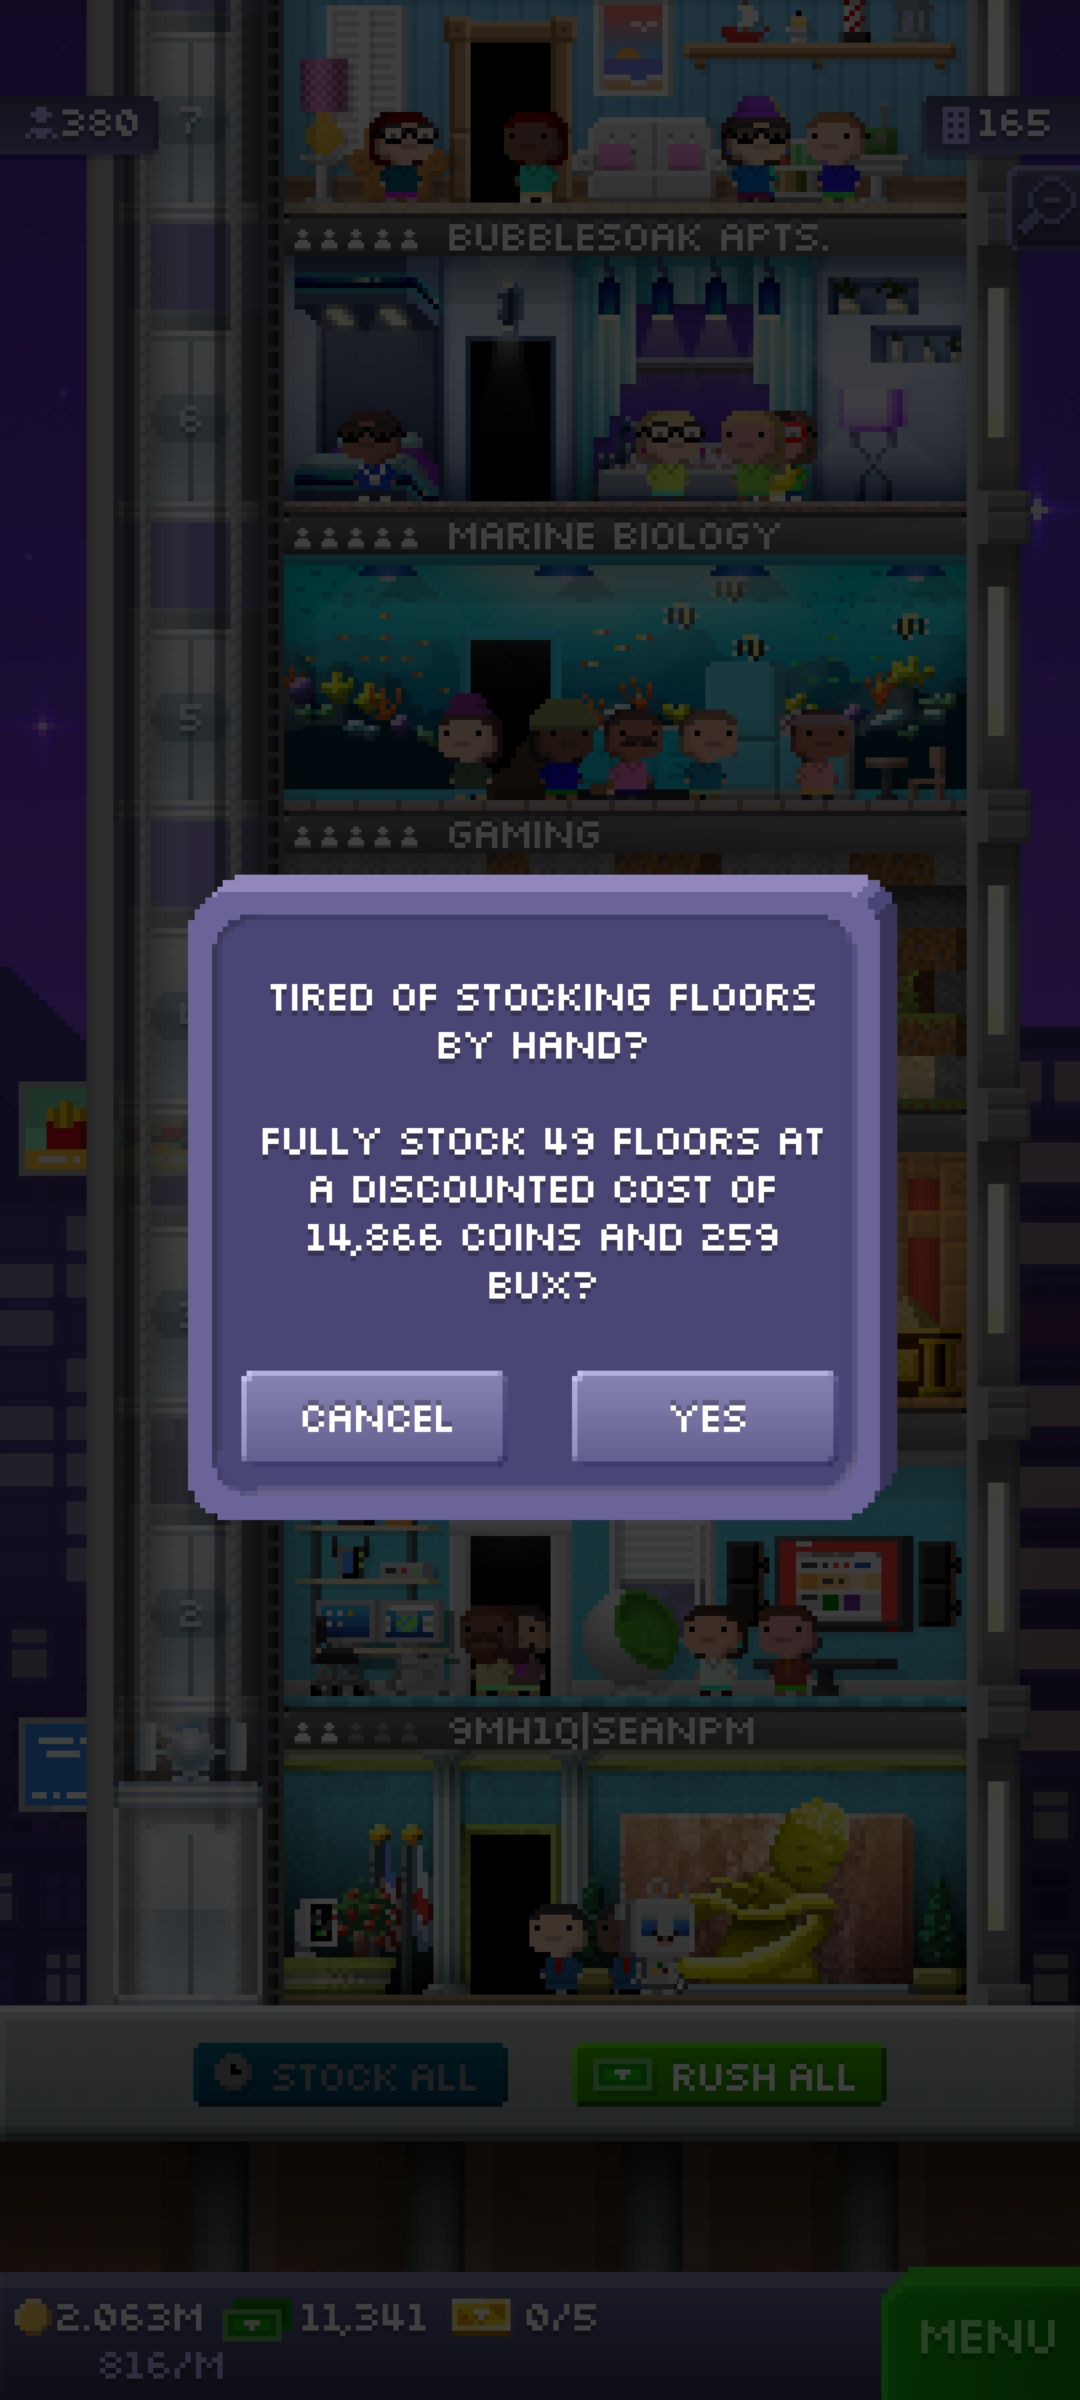 380
7
165
BUBBLESOAK APTS.
6
MARINE BIOLOGY
5
GAMING
TIRED OF STOCKING FLOORS
BY HAND?
FULLY STOCK 49 FLOORS AT
A DISCOUNTED COST OF
14,866 COINS AND 259
BUX?
CANCEL
YES
2
9MH1Q|SEANPM
STOCK ALL
RUSH ALL
2.063M
11,341
0/5
816/M
MENU